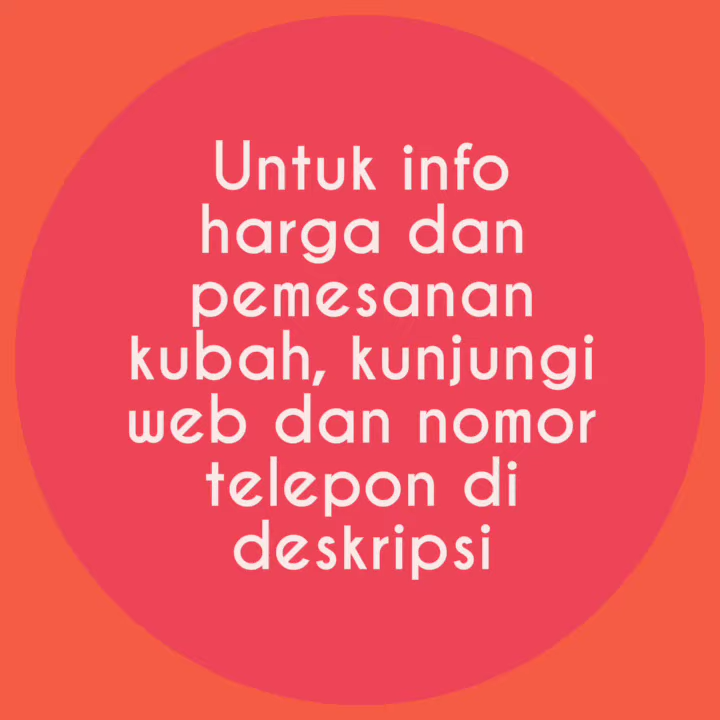 Untuk info
harga dan
pemesanan
kubah, kunjungi
web dan nomor
telepon di
deskripsi